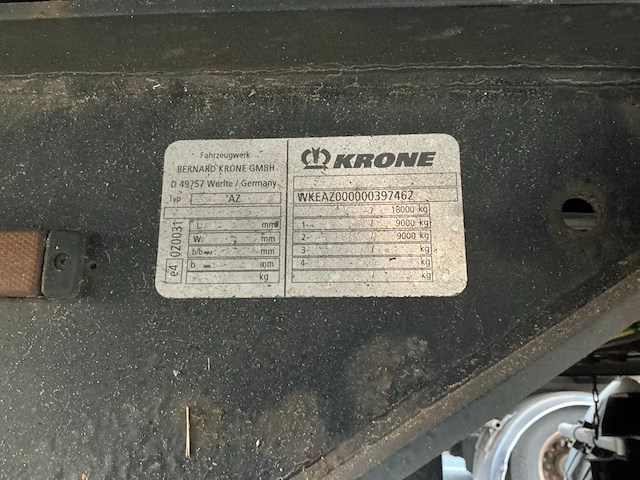 Fahrzeugwerk
BERNARD KRONE GMBH
D 49757 Werlte / Germany
Typ AZ
e4 020031
L: mm
W: mm
b/b : mm
b : mm
kg
KRONE
WKEAZ000000397462
- / 18000 kg
1- / 9000 kg
2- / 9000 kg
3- / kg
4- / kg
/ kg